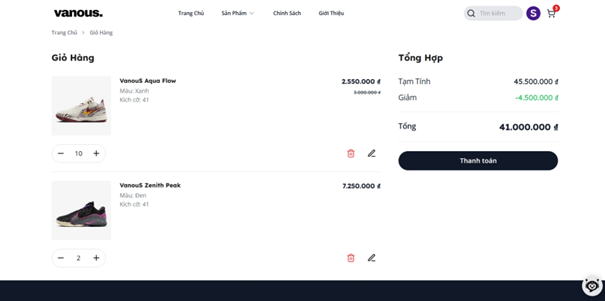 vanous.
Trang Chủ Sản Phẩm Chính Sách Giới Thiệu
Tìm kiếm
S
Trang Chủ > Giỏ Hàng
Giỏ Hàng
VanouS Aqua Flow
2.550.000 ₫
Màu: Xanh
3.000.000 ₫
Kích cỡ: 41
10
VanouS Zenith Peak
7.250.000 ₫
Màu: Đen
Kích cỡ: 41
2
Tổng Hợp
Tạm Tính 45.500.000 ₫
Giảm -4.500.000 ₫
Tổng 41.000.000 ₫
Thanh toán